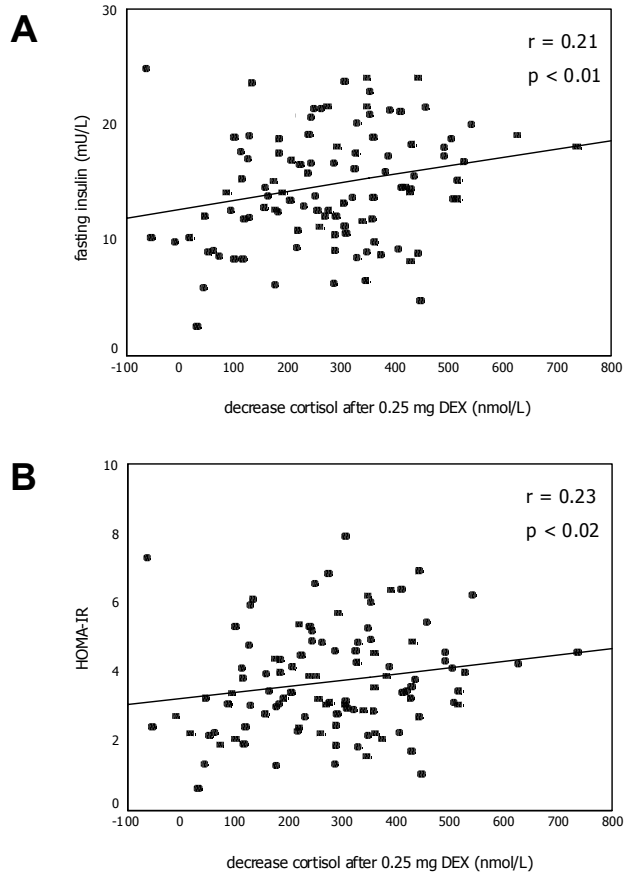 A
30
r = 0.21
p < 0.01
20
fasting insulin (mU/L)
10
0
-100 0 100 200 300 400 500 600 700 800
decrease cortisol after 0.25 mg DEX (nmol/L)
B
10
r = 0.23
p < 0.02
8
6
HOMA-IR
4
2
0
-100 0 100 200 300 400 500 600 700 800
decrease cortisol after 0.25 mg DEX (nmol/L)